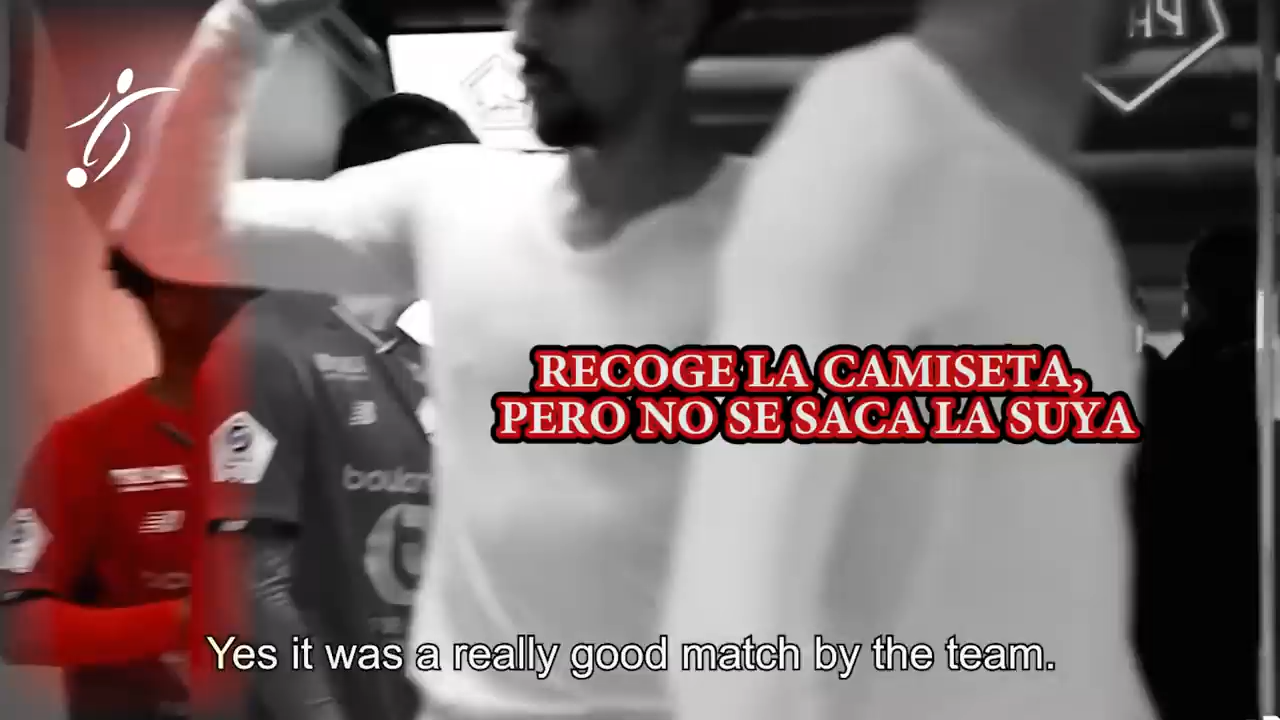 RECOGE LA CAMISETA,
PERO NO SE SACA LA SUYA
Yes it was a really good match by the team.